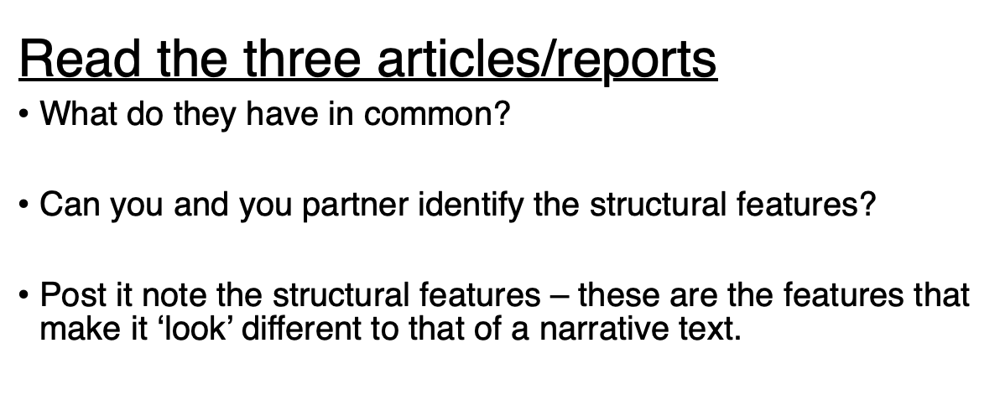 Read the three articles/reports
• What do they have in common?
• Can you and you partner identify the structural features?
• Post it note the structural features – these are the features that
make it ‘look’ different to that of a narrative text.